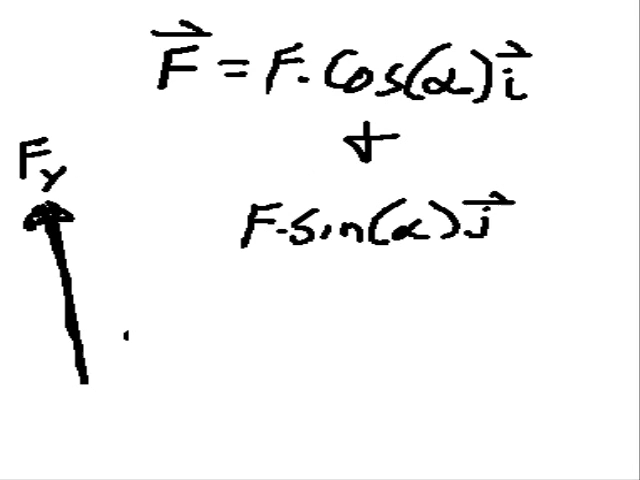 F⃗ = F. Cos(α) i⃗
+
F.sin(α) j⃗
Fy